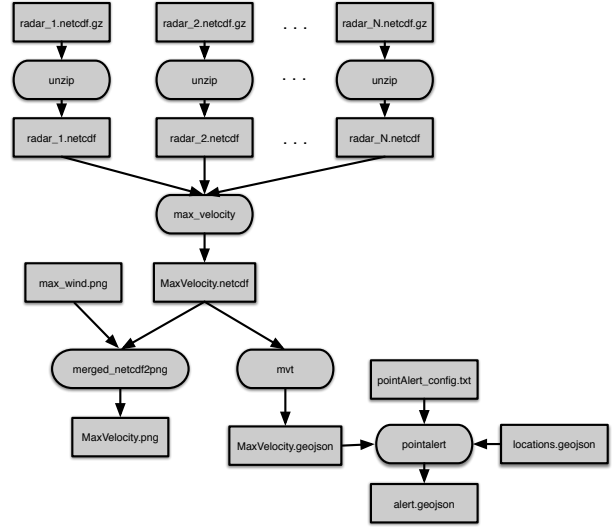 radar_1.netcdf.gz
radar_2.netcdf.gz
. . .
radar_N.netcdf.gz
unzip
unzip
. . .
unzip
radar_1.netcdf
radar_2.netcdf
. . .
radar_N.netcdf
max_velocity
max_wind.png
MaxVelocity.netcdf
merged_netcdf2png
mvt
pointAlert_config.txt
MaxVelocity.png
MaxVelocity.geojson
pointalert
locations.geojson
alert.geojson